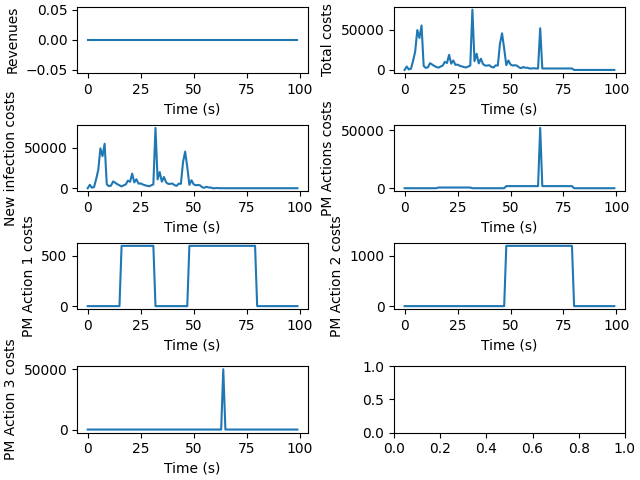 Revenues
0.05
0.00
−0.05
0 25 50 75 100
Time (s)
Total costs
50000
0
0 25 50 75 100
Time (s)
New infection costs
50000
0
0 25 50 75 100
Time (s)
PM Actions costs
50000
0
0 25 50 75 100
Time (s)
PM Action 1 costs
500
0
0 25 50 75 100
Time (s)
PM Action 2 costs
1000
0
0 25 50 75 100
Time (s)
PM Action 3 costs
50000
0
0 25 50 75 100
Time (s)
1.0
0.5
0.0
0.0 0.2 0.4 0.6 0.8 1.0